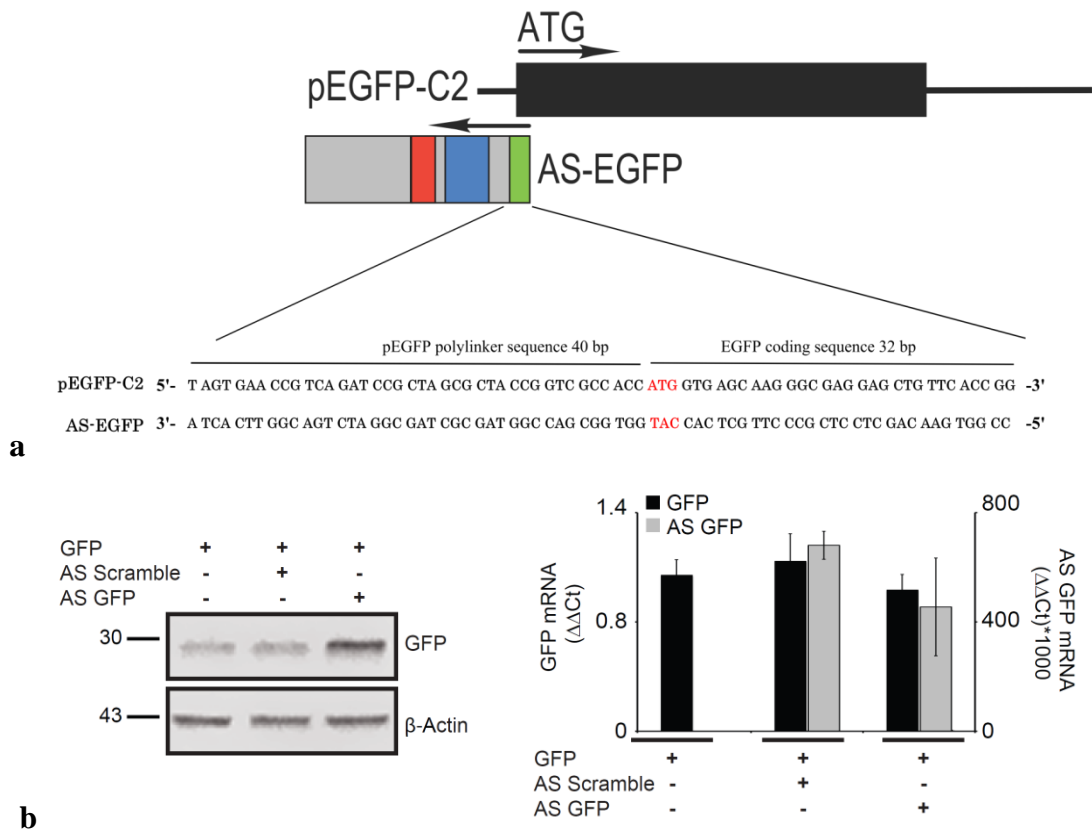 ATG
pEGFP-C2
AS-EGFP
pEGFP polylinker sequence 40 bp
EGFP coding sequence 32 bp
pEGFP-C2 5'- T AGT GAA CCG TCA GAT CCG CTA GCG CTA CCG GTC GCC ACC ATG GTG AGC AAG GGC GAG GAG CTG TTC ACC GG -3'
AS-EGFP 3'- A TCA CTT GGC AGT CTA GGC GAT CGC GAT GGC CAG CGG TGG TAC CAC TCG TTC CCG CTC CTC GAC AAG TGG CC -5'
a
GFP + + +
AS Scramble - + -
AS GFP - - +
30
GFP
43
β-Actin
1.4
0.8
0
GFP mRNA
(ΔΔCt)
GFP
AS GFP
800
400
0
AS GFP mRNA
(ΔΔCt)*1000
GFP + + +
AS Scramble - + -
AS GFP - - +
b